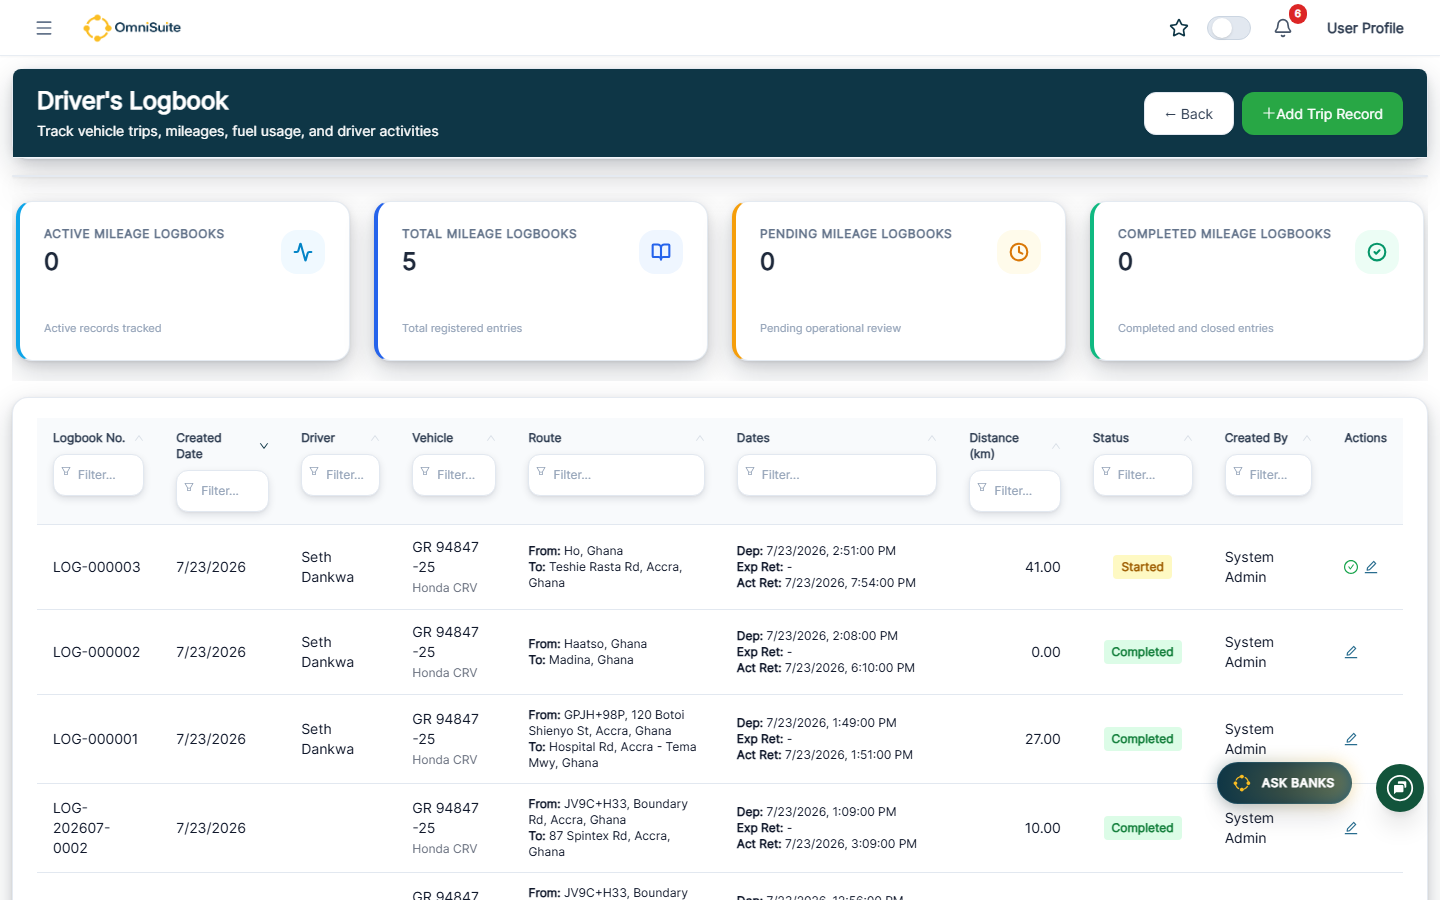 OmniSuite
6
User Profile
Driver's Logbook
Track vehicle trips, mileages, fuel usage, and driver activities
← Back
+Add Trip Record
ACTIVE MILEAGE LOGBOOKS
0
Active records tracked
TOTAL MILEAGE LOGBOOKS
5
Total registered entries
PENDING MILEAGE LOGBOOKS
0
Pending operational review
COMPLETED MILEAGE LOGBOOKS
0
Completed and closed entries
Logbook No.
Filter...
Created
Date
Filter...
Driver
Filter...
Vehicle
Filter...
Route
Filter...
Dates
Filter...
Distance
(km)
Filter...
Status
Filter...
Created By
Filter...
Actions
LOG-000003
7/23/2026
Seth
Dankwa
GR 94847
-25
Honda CRV
From: Ho, Ghana
To: Teshie Rasta Rd, Accra,
Ghana
Dep: 7/23/2026, 2:51:00 PM
Exp Ret: -
Act Ret: 7/23/2026, 7:54:00 PM
41.00
Started
System
Admin
LOG-000002
7/23/2026
Seth
Dankwa
GR 94847
-25
Honda CRV
From: Haatso, Ghana
To: Madina, Ghana
Dep: 7/23/2026, 2:08:00 PM
Exp Ret: -
Act Ret: 7/23/2026, 6:10:00 PM
0.00
Completed
System
Admin
LOG-000001
7/23/2026
Seth
Dankwa
GR 94847
-25
Honda CRV
From: GPJH+98P, 120 Botoi
Shienyo St, Accra, Ghana
To: Hospital Rd, Accra - Tema
Mwy, Ghana
Dep: 7/23/2026, 1:49:00 PM
Exp Ret: -
Act Ret: 7/23/2026, 1:51:00 PM
27.00
Completed
System
Admin
ASK BANKS
LOG-
202607-
0002
7/23/2026
GR 94847
-25
Honda CRV
From: JV9C+H33, Boundary
Rd, Accra, Ghana
To: 87 Spintex Rd, Accra,
Ghana
Dep: 7/23/2026, 1:09:00 PM
Exp Ret: -
Act Ret: 7/23/2026, 3:09:00 PM
10.00
Completed
System
Admin
GR 94847
From: JV9C+H33, Boundary
Dep: 7/23/2026, 12:56:00 PM